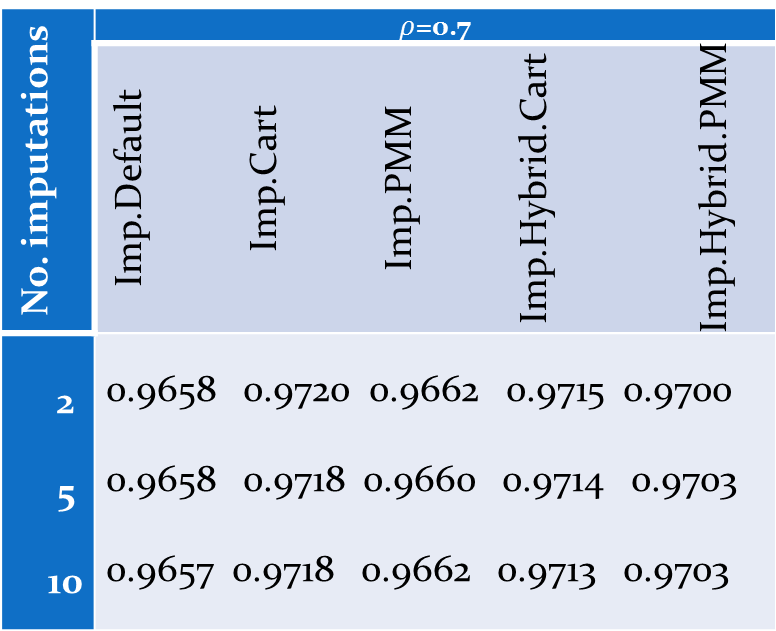 No. imputations
ρ=0.7
Imp.Default
Imp.Cart
Imp.PMM
Imp.Hybrid.Cart
Imp.Hybrid.PMM
2 0.9658 0.9720 0.9662 0.9715 0.9700
5 0.9658 0.9718 0.9660 0.9714 0.9703
10 0.9657 0.9718 0.9662 0.9713 0.9703